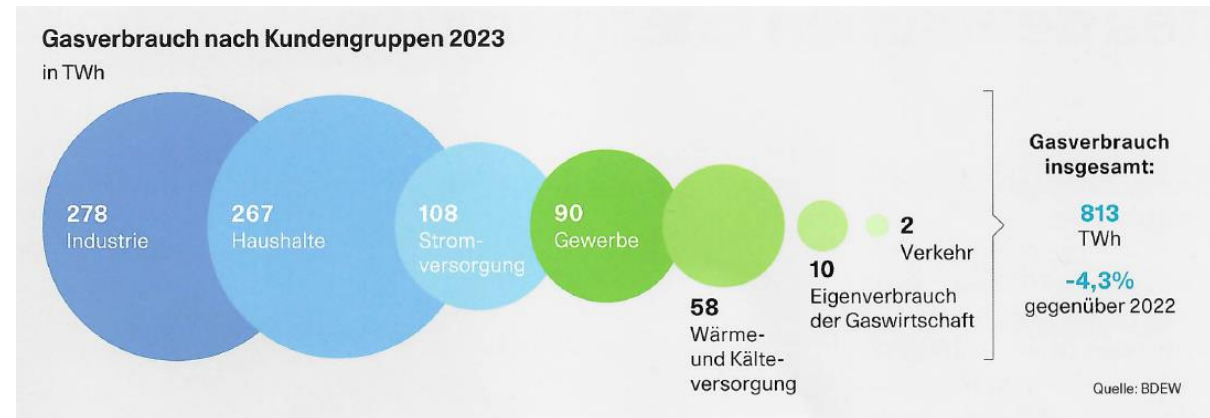 Gasverbrauch nach Kundengruppen 2023
in TWh
278
Industrie
267
Haushalte
108
Strom-
versorgung
90
Gewerbe
58
Wärme-
und Kälte-
versorgung
10
Eigenverbrauch
der Gaswirtschaft
2
Verkehr
Gasverbrauch
insgesamt:
813
TWh
-4,3%
gegenüber 2022
Quelle: BDEW